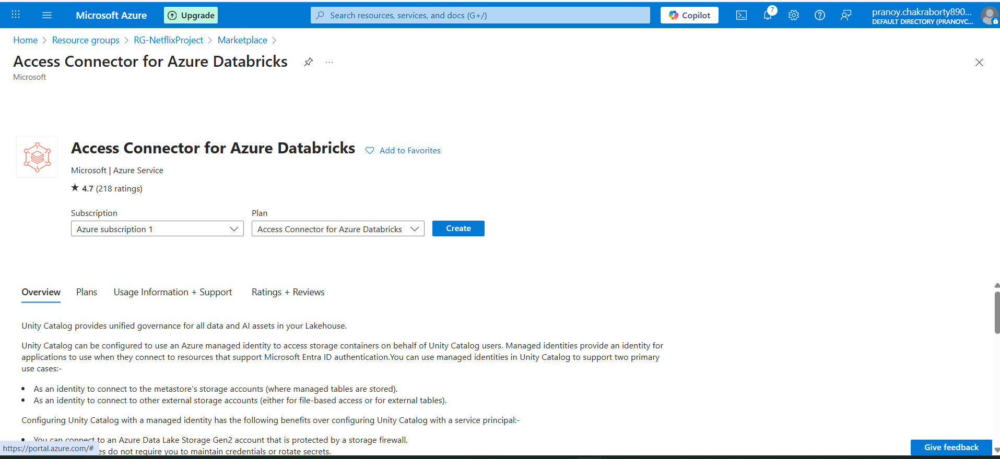 Microsoft Azure
Upgrade
Search resources, services, and docs (G+/)
Copilot
7
pranoy.chakraborty890...
DEFAULT DIRECTORY (PRANOYC...
Home > Resource groups > RG-NetflixProject > Marketplace >
Access Connector for Azure Databricks ...
Microsoft
Access Connector for Azure Databricks
Add to Favorites
Microsoft | Azure Service
★ 4.7 (218 ratings)
Subscription
Plan
Azure subscription 1
Access Connector for Azure Databricks
Create
Overview Plans Usage Information + Support Ratings + Reviews
Unity Catalog provides unified governance for all data and AI assets in your Lakehouse.
Unity Catalog can be configured to use an Azure managed identity to access storage containers on behalf of Unity Catalog users. Managed identities provide an identity for
applications to use when they connect to resources that support Microsoft Entra ID authentication.You can use managed identities in Unity Catalog to support two primary
use cases:-
• As an identity to connect to the metastore's storage accounts (where managed tables are stored).
• As an identity to connect to other external storage accounts (either for file-based access or for external tables).
Configuring Unity Catalog with a managed identity has the following benefits over configuring Unity Catalog with a service principal:-
• You can connect to an Azure Data Lake Storage Gen2 account that is protected by a storage firewall.
https://portal.azure.com/#
es do not require you to maintain credentials or rotate secrets.
Give feedback